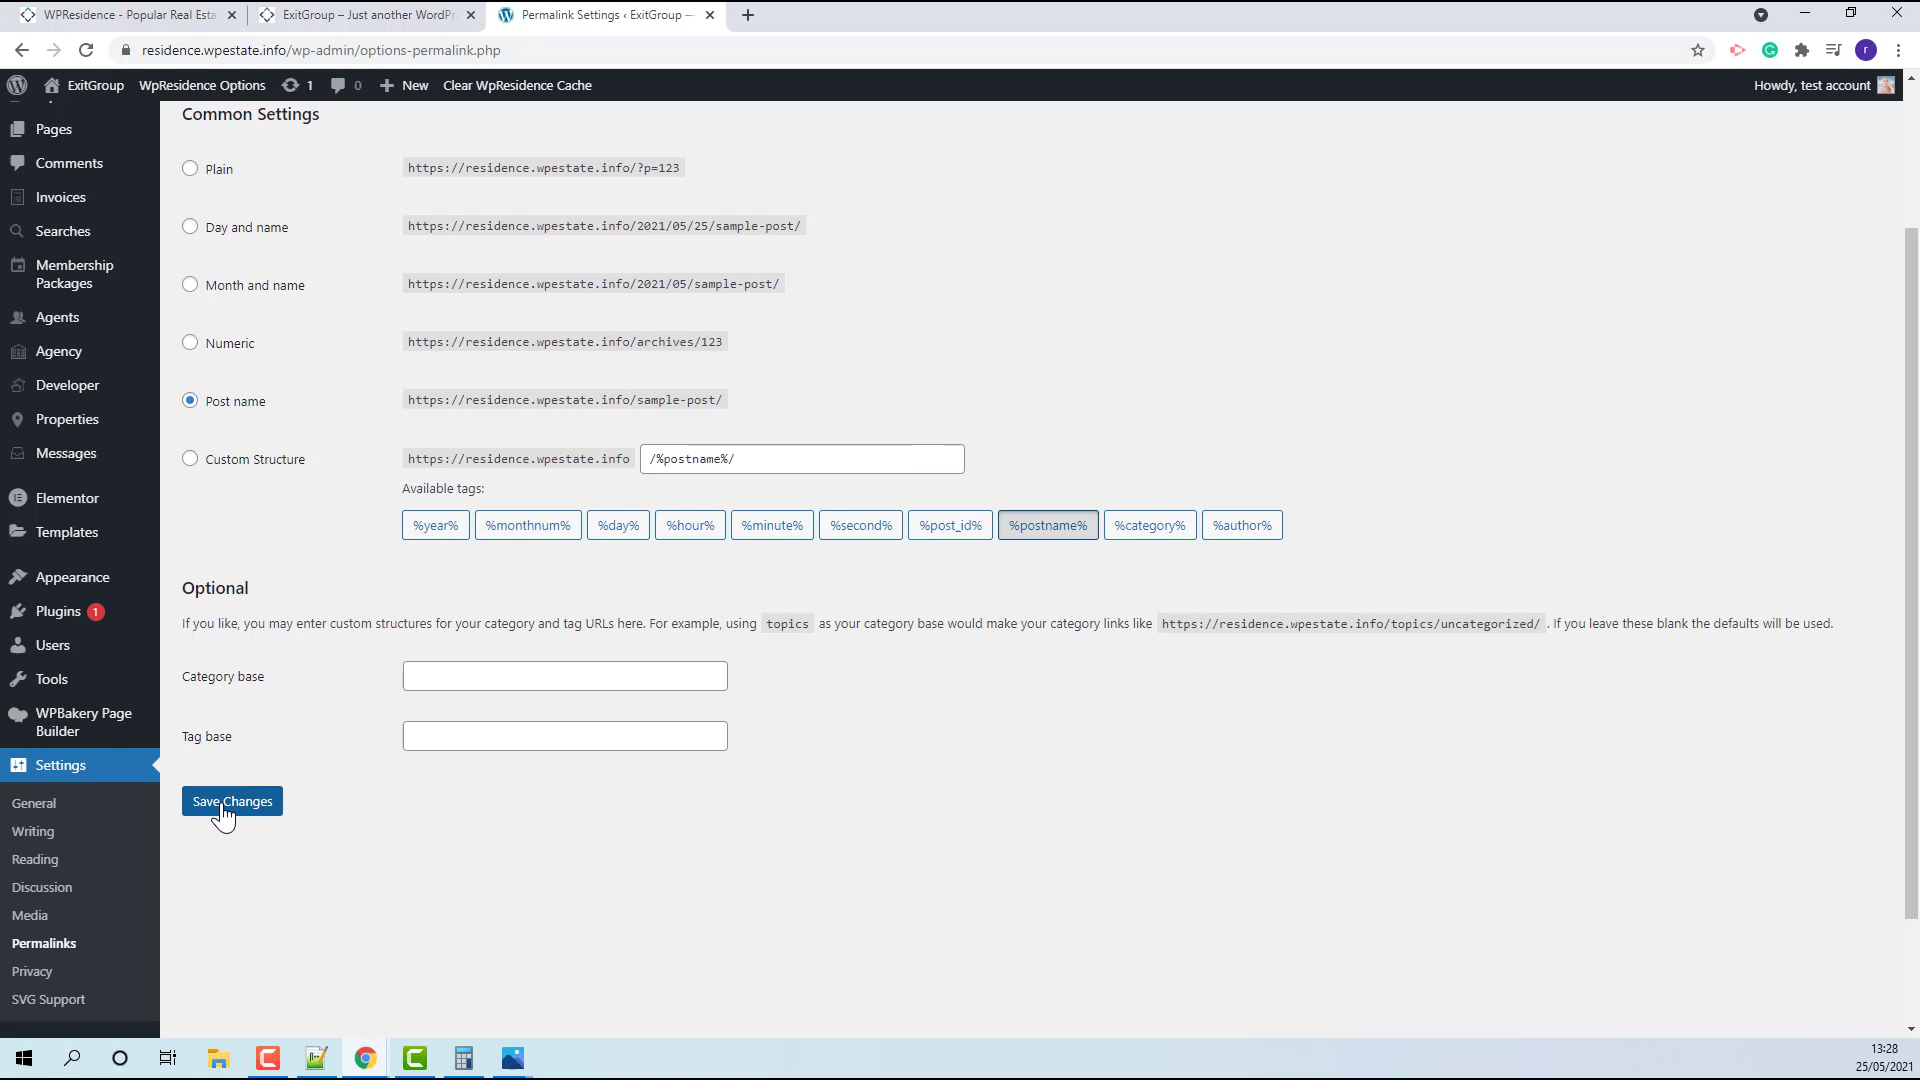 WPResidence - Popular Real Esta
ExitGroup – Just another WordPr
Permalink Settings ‹ ExitGroup —
residence.wpestate.info/wp-admin/options-permalink.php
r
ExitGroup
WpResidence Options
1
0
New
Clear WpResidence Cache
Howdy, test account
Pages
Comments
Invoices
Searches
Membership
Packages
Agents
Agency
Developer
Properties
Messages
Elementor
Templates
Appearance
Plugins 1
Users
Tools
WPBakery Page
Builder
Settings
General
Writing
Reading
Discussion
Media
Permalinks
Privacy
SVG Support
Common Settings
Plain https://residence.wpestate.info/?p=123
Day and name https://residence.wpestate.info/2021/05/25/sample-post/
Month and name https://residence.wpestate.info/2021/05/sample-post/
Numeric https://residence.wpestate.info/archives/123
Post name https://residence.wpestate.info/sample-post/
Custom Structure https://residence.wpestate.info /%postname%/
Available tags:
%year% %monthnum% %day% %hour% %minute% %second% %post_id% %postname% %category% %author%
Optional
If you like, you may enter custom structures for your category and tag URLs here. For example, using topics as your category base would make your category links like https://residence.wpestate.info/topics/uncategorized/ . If you leave these blank the defaults will be used.
Category base
Tag base
Save Changes
13:28
25/05/2021